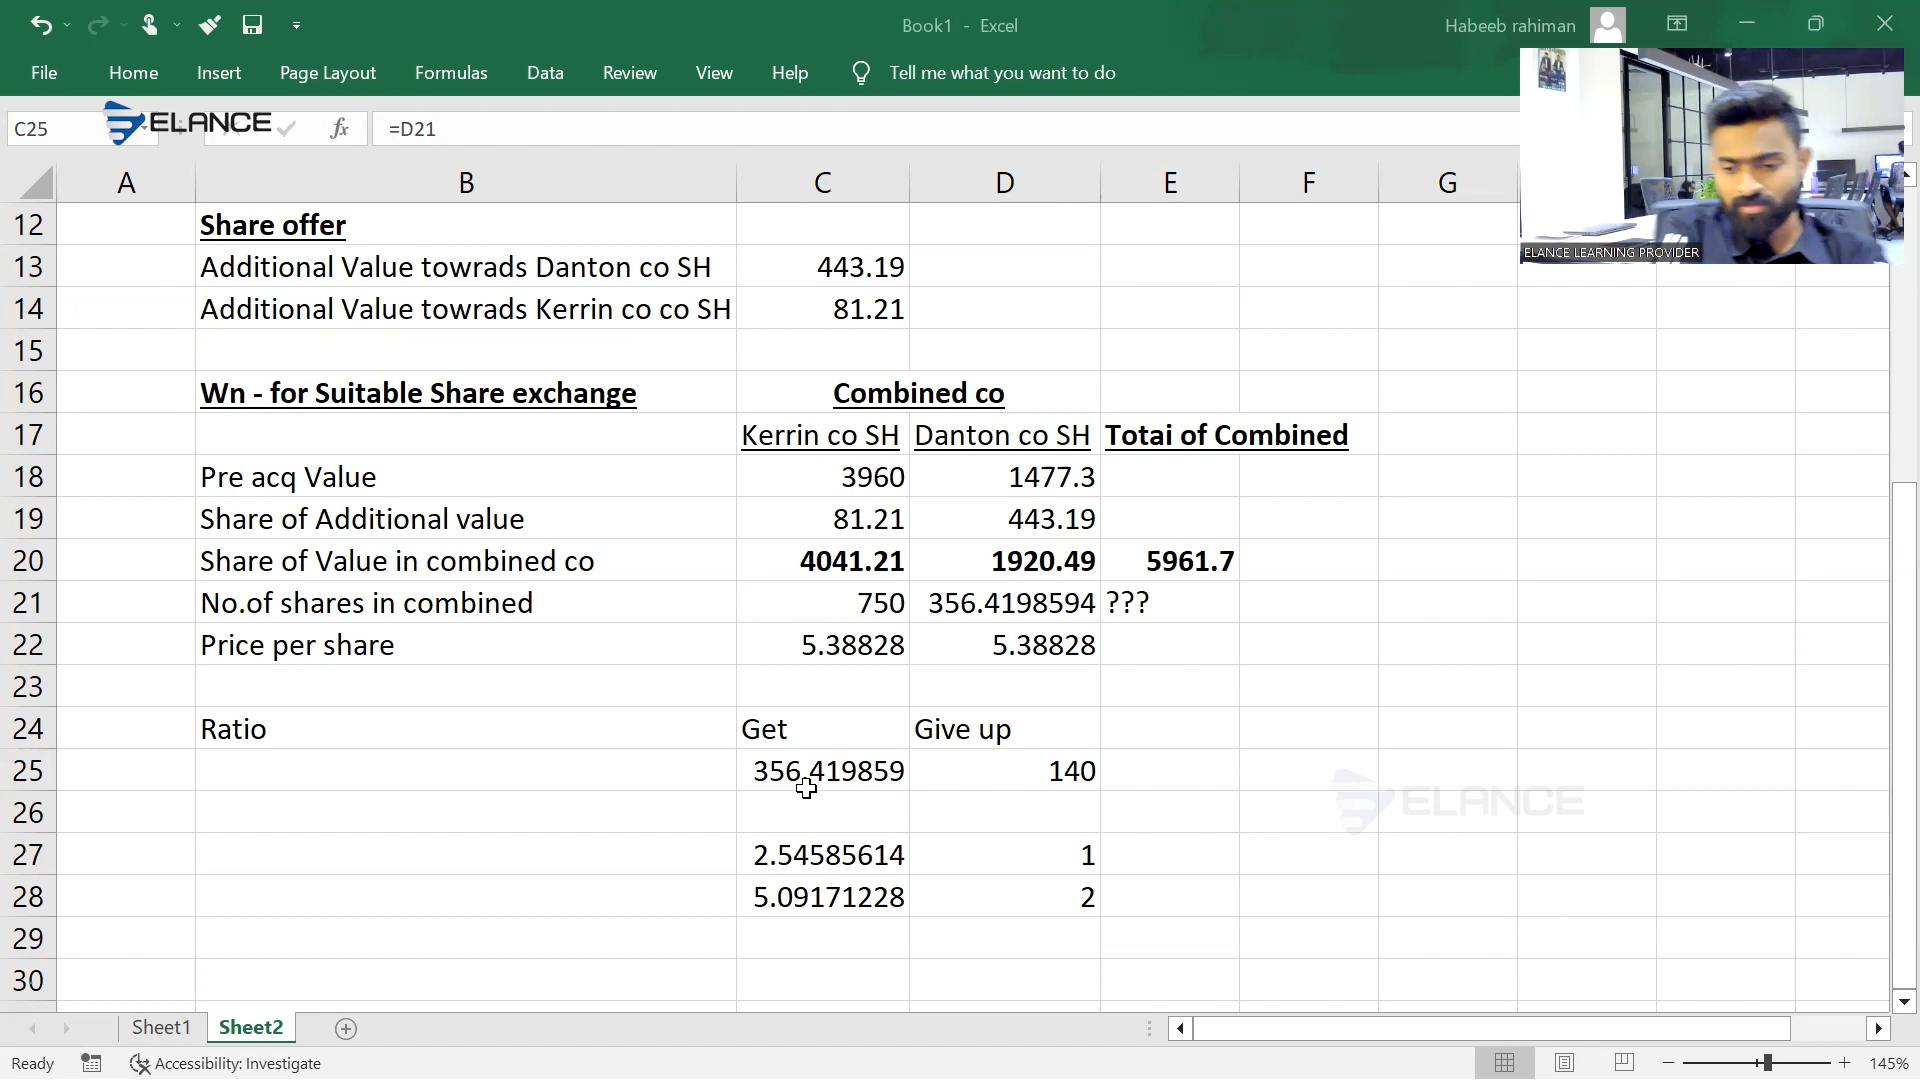 Book1 - Excel
Habeeb rahiman
File Home Insert Page Layout Formulas Data Review View Help Tell me what you want to do
C25 ELANCE fx =D21
A B C D E F G
12 Share offer
13 Additional Value towrads Danton co SH 443.19
14 Additional Value towrads Kerrin co co SH 81.21
ELANCE LEARNING PROVIDER
15
16 Wn - for Suitable Share exchange Combined co
17 Kerrin co SH Danton co SH Totai of Combined
18 Pre acq Value 3960 1477.3
19 Share of Additional value 81.21 443.19
20 Share of Value in combined co 4041.21 1920.49 5961.7
21 No.of shares in combined 750 356.4198594 ???
22 Price per share 5.38828 5.38828
23
24 Ratio Get Give up
25 356.419859 140
ELANCE
26
27 2.54585614 1
28 5.09171228 2
29
30
Sheet1 Sheet2
Ready Accessibility: Investigate 145%